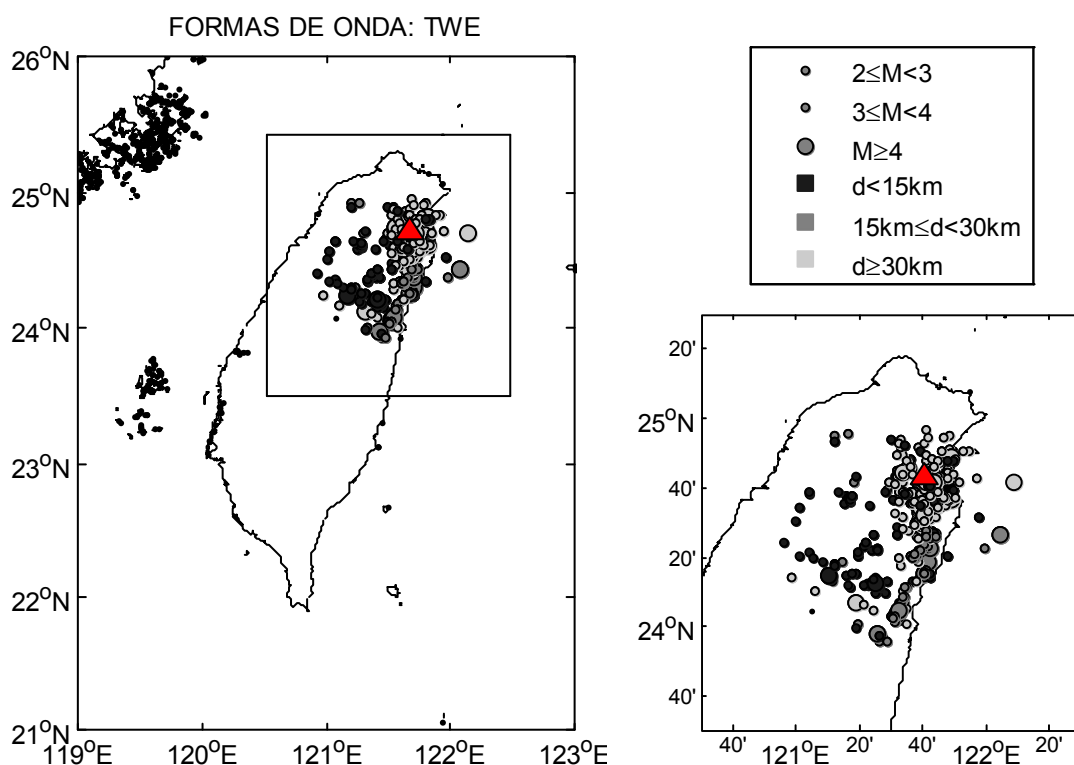 FORMAS DE ONDA: TWE
26°N
25°N
24°N
23°N
22°N
21°N
119°E 120°E 121°E 122°E 123°E
2≤M<3
3≤M<4
M≥4
d<15km
15km≤d<30km
d≥30km
20'
25°N
40'
20'
24°N
40'
40' 121°E 20' 40' 122°E 20'